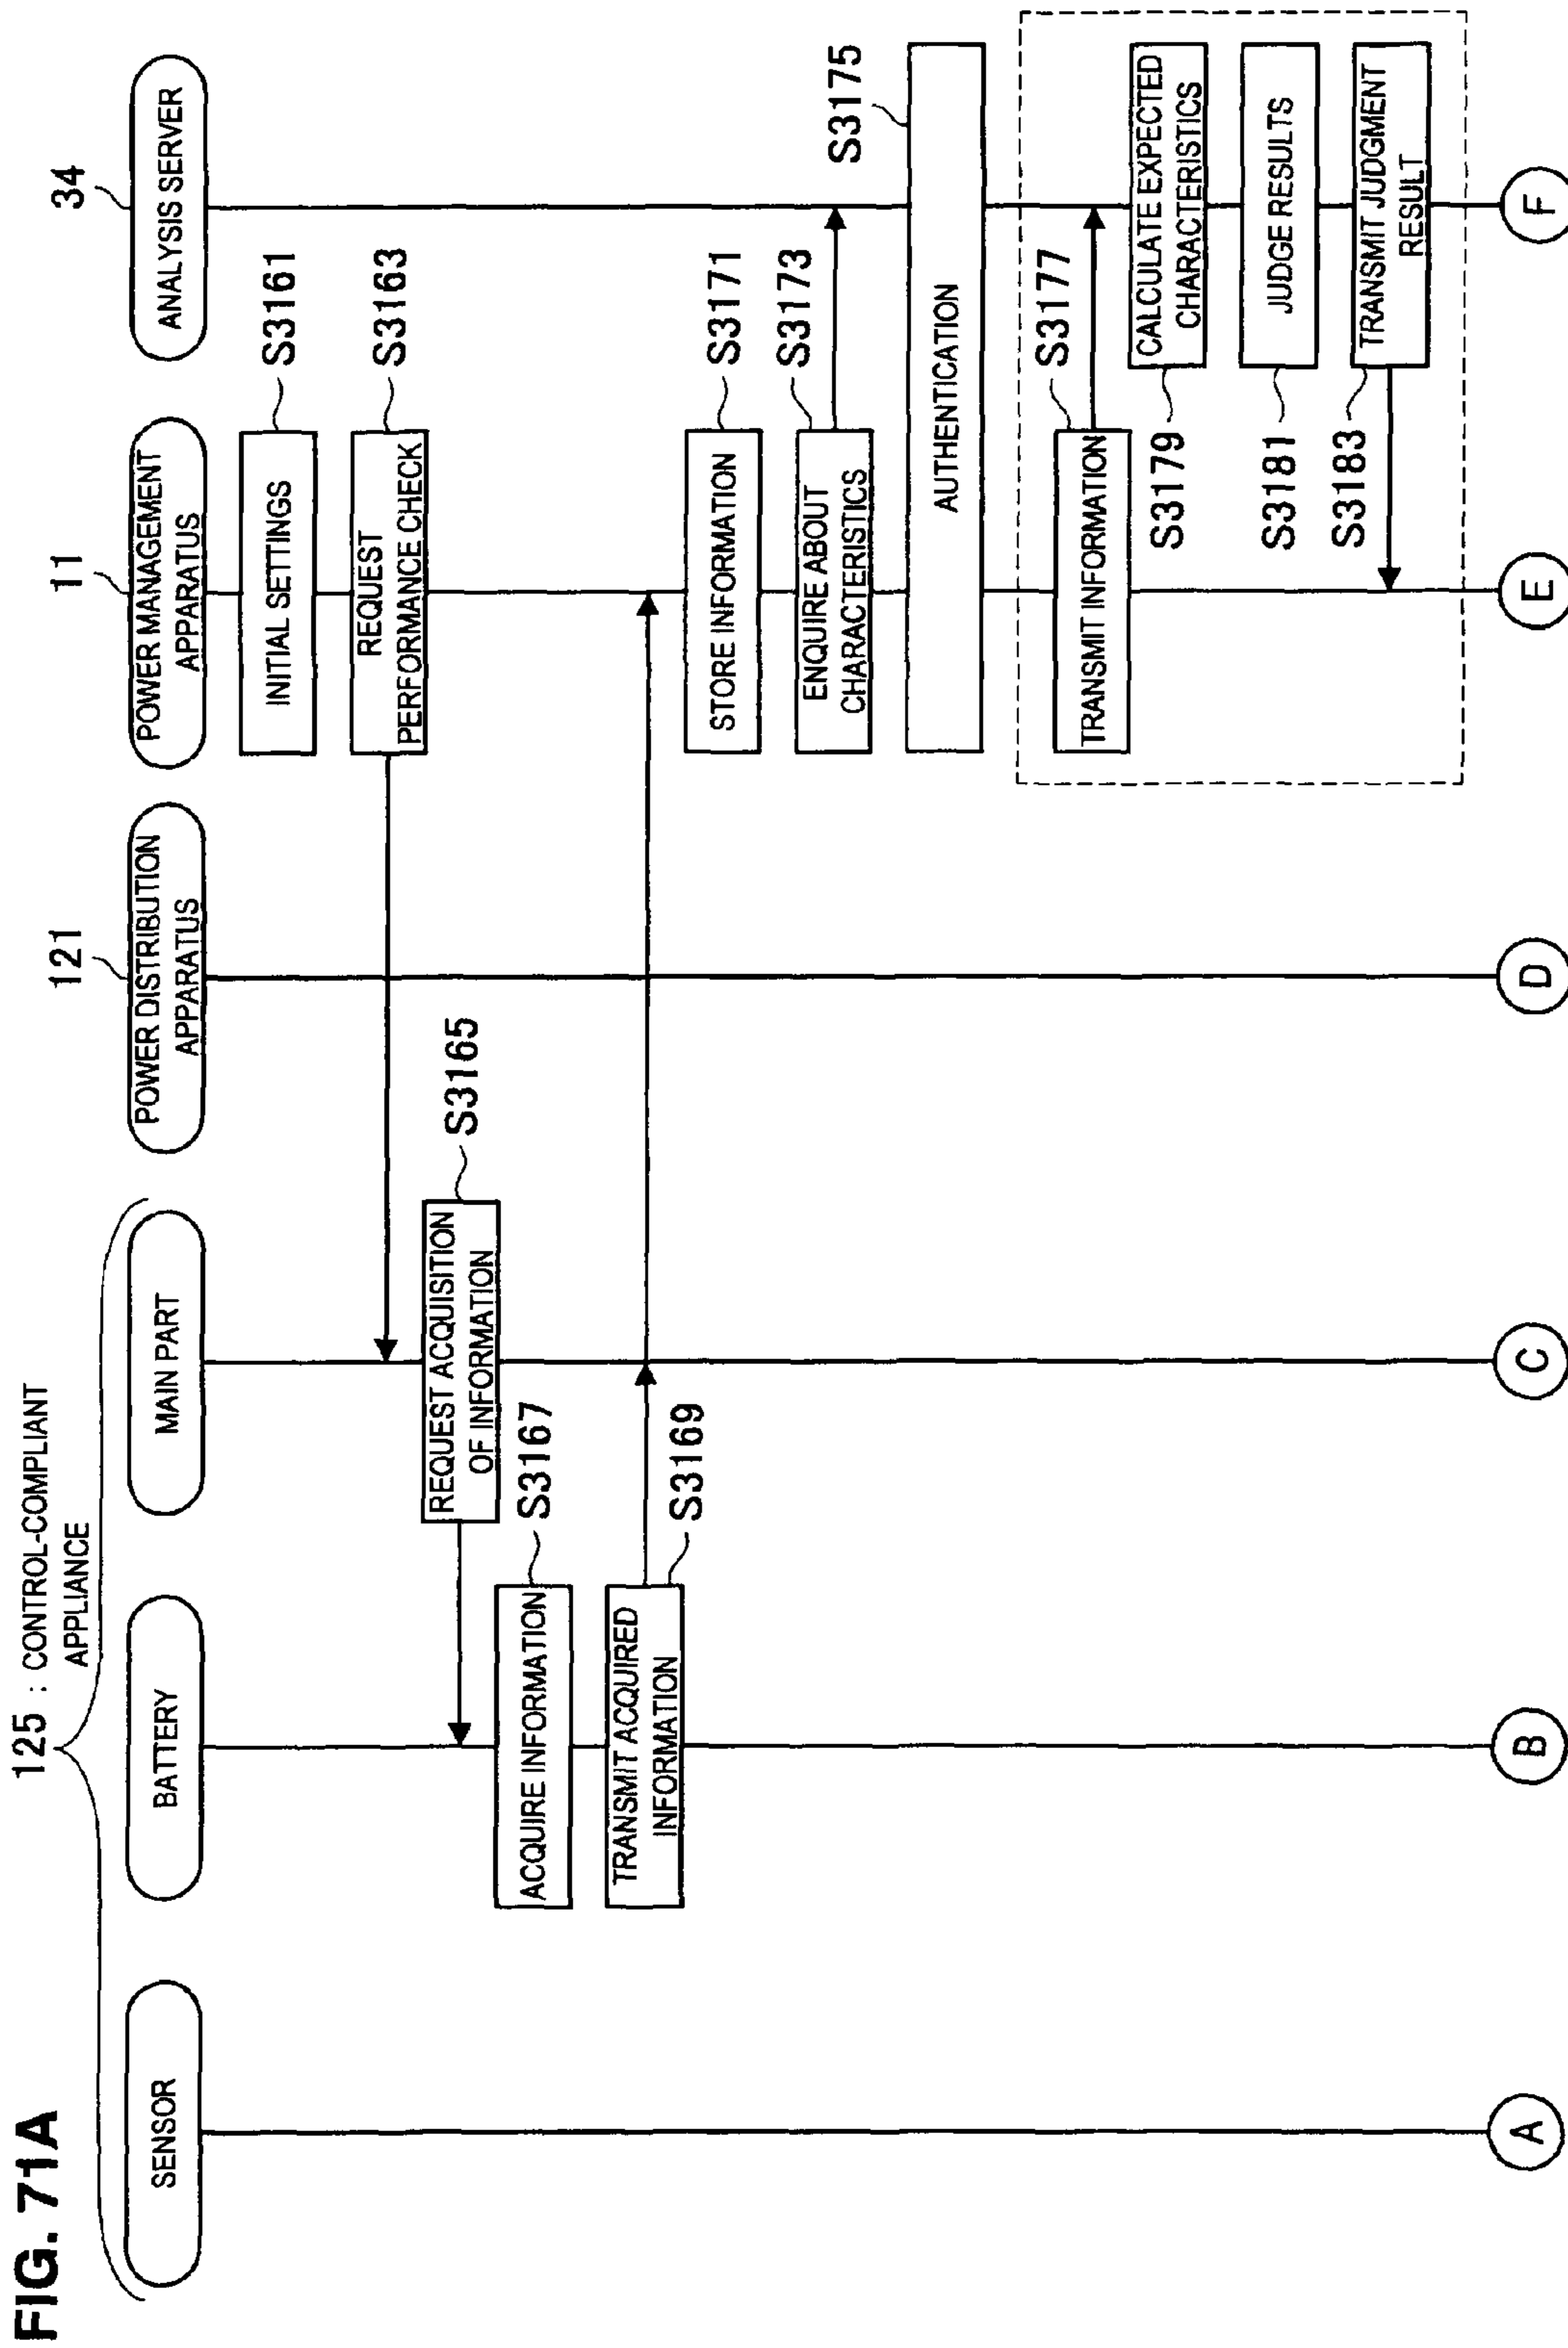 FIG. 71A
125 : CONTROL-COMPLIANT
APPLIANCE
121
11
34
SENSOR
BATTERY
MAIN PART
POWER DISTRIBUTION
APPARATUS
POWER MANAGEMENT
APPARATUS
ANALYSIS SERVER
INITIAL SETTINGS
S3161
REQUEST
PERFORMANCE CHECK
S3163
REQUEST ACQUISITION
OF INFORMATION
S3165
ACQUIRE INFORMATION
S3167
TRANSMIT ACQUIRED
INFORMATION
S3169
STORE INFORMATION
S3171
ENQUIRE ABOUT
CHARACTERISTICS
S3173
AUTHENTICATION
S3175
TRANSMIT INFORMATION
S3177
S3179
CALCULATE EXPECTED
CHARACTERISTICS
S3181
JUDGE RESULTS
S3183
TRANSMIT JUDGMENT
RESULT
A
B
C
D
E
F